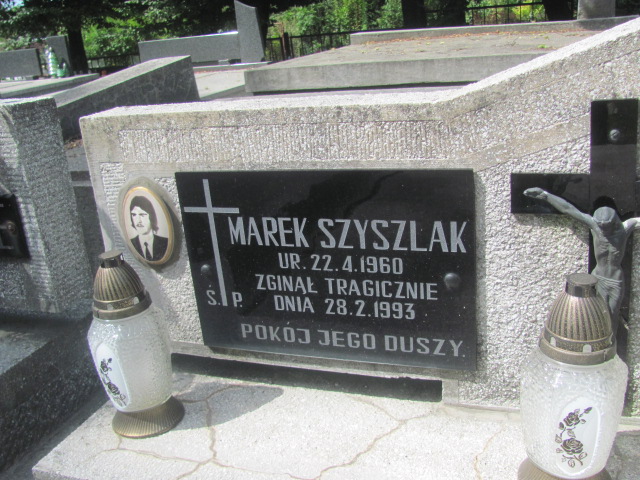 MAREK SZYSZLAK
UR. 22.4.1960
ZGINĄŁ TRAGICZNIE
Ś. P. DNIA 28.2.1993
POKÓJ JEGO DUSZY.